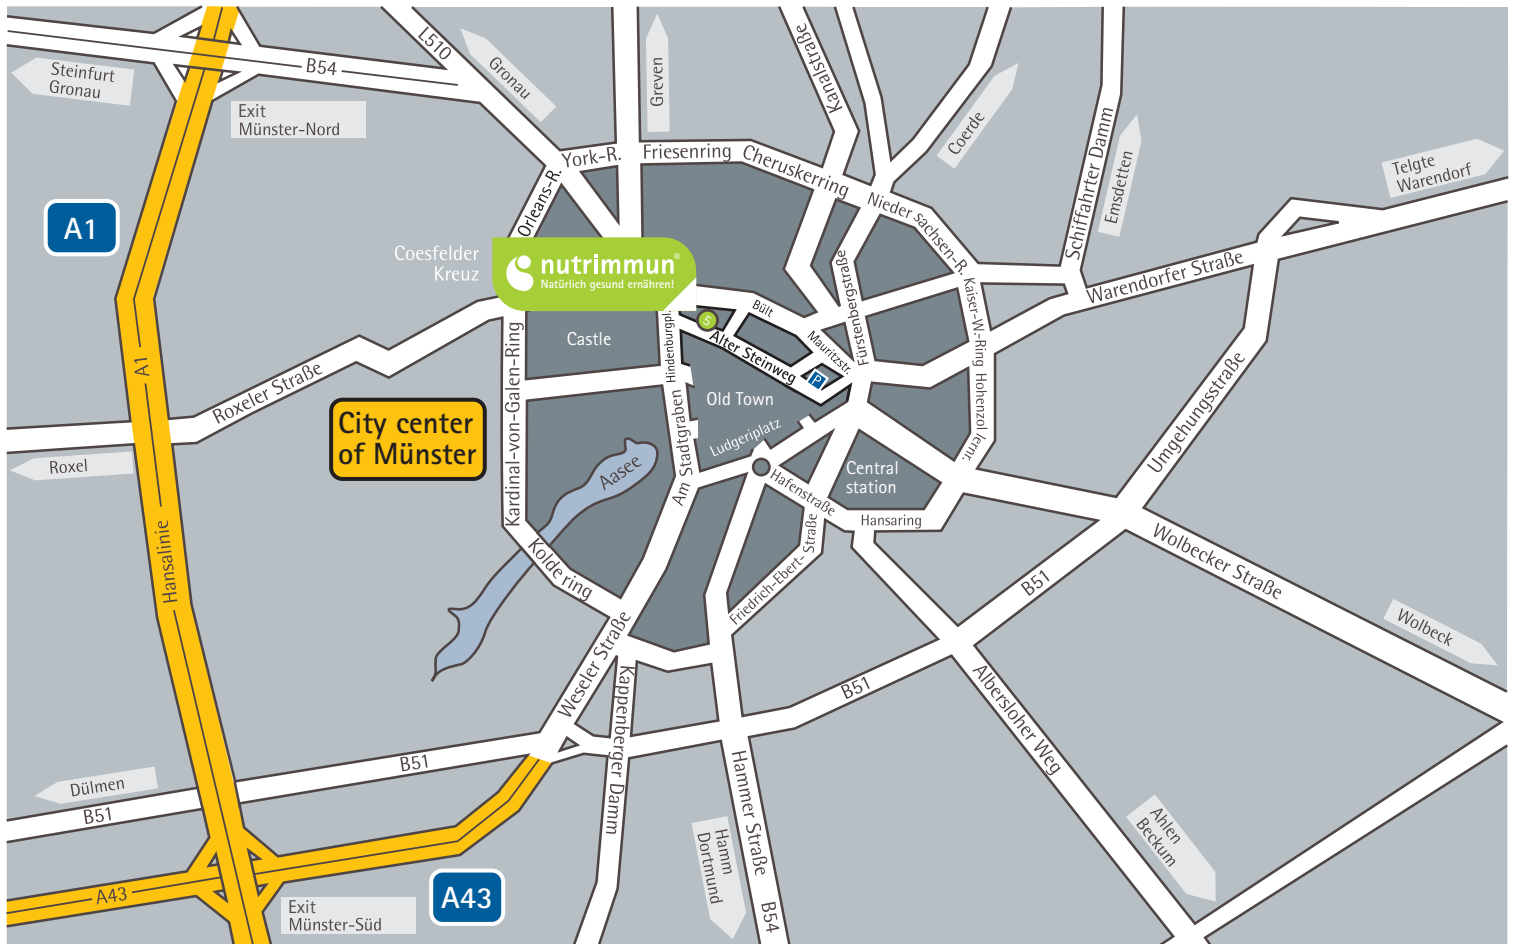 L510
Gronau
Greven
Kanalstraße
Coerde
Schiffahrter Damm
Emsdetten
Telgte
Warendorf
Steinfurt
Gronau
B54
Exit
Münster-Nord
A1
York-R.
Friesenring
Cheruskerring
Niedersachsen-R.
Orleans-R.
Coesfelder
Kreuz
nutrimmun®
Natürlich gesund ernähren!
Fürstenbergstraße
Warendorfer Straße
Kaiser-W.-Ring
Hohenzollernr.
Bült
Mauritzstr.
5
Alter Steinweg
P
Hindenburgpl.
Castle
Roxeler Straße
A1
Roxel
City center
of Münster
Kardinal-von-Galen-Ring
Old Town
Ludgeriplatz
Am Stadtgraben
Aasee
Central
station
Hafenstraße
Hansaring
Umgehungsstraße
Wolbecker Straße
Wolbeck
Hansalinie
Kolde ring
Friedrich-Ebert- Straße
B51
Weseler Straße
Kappenberger Damm
B51
Albersloher Weg
B51
Dülmen
B51
Hammer Straße
B54
Hamm
Dortmund
Ahlen
Beckum
A43
A43
Exit
Münster-Süd